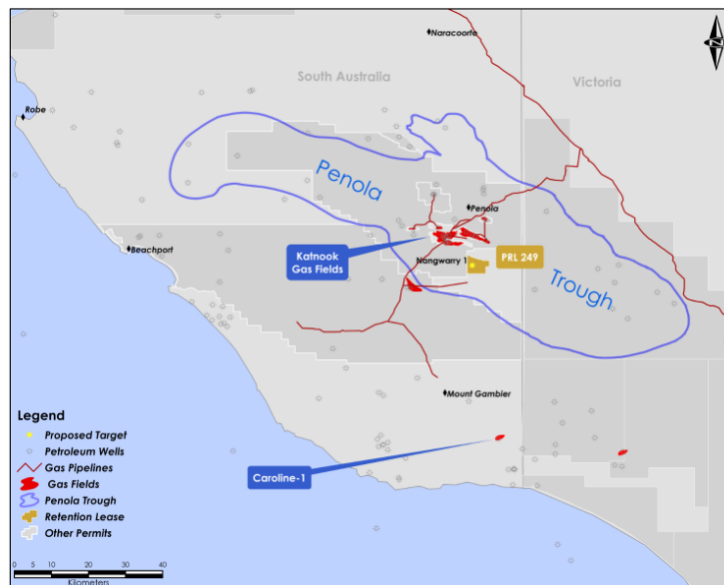 Naracoorte
N
South Australia
Victoria
Robe
Penola
Penola
Beachport
Katnook
Gas Fields
Nangwarry 1
PRL 249
Trough
Mount Gambier
Legend
Proposed Target
Petroleum Wells
Gas Pipelines
Gas Fields
Penola Trough
Retention Lease
Other Permits
Caroline-1
0 5 10 20 30 40
Kilometers